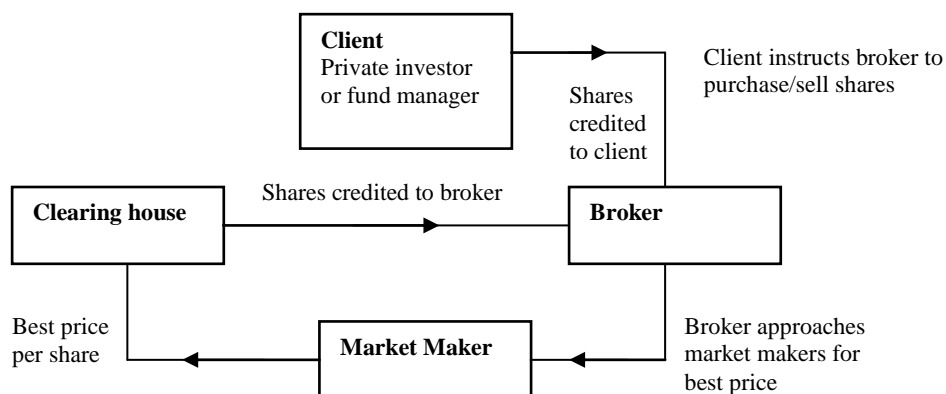 Client
Private investor
or fund manager
Client instructs broker to
purchase/sell shares
Shares
credited
to client
Shares credited to broker
Clearing house
Broker
Best price
per share
Market Maker
Broker approaches
market makers for
best price